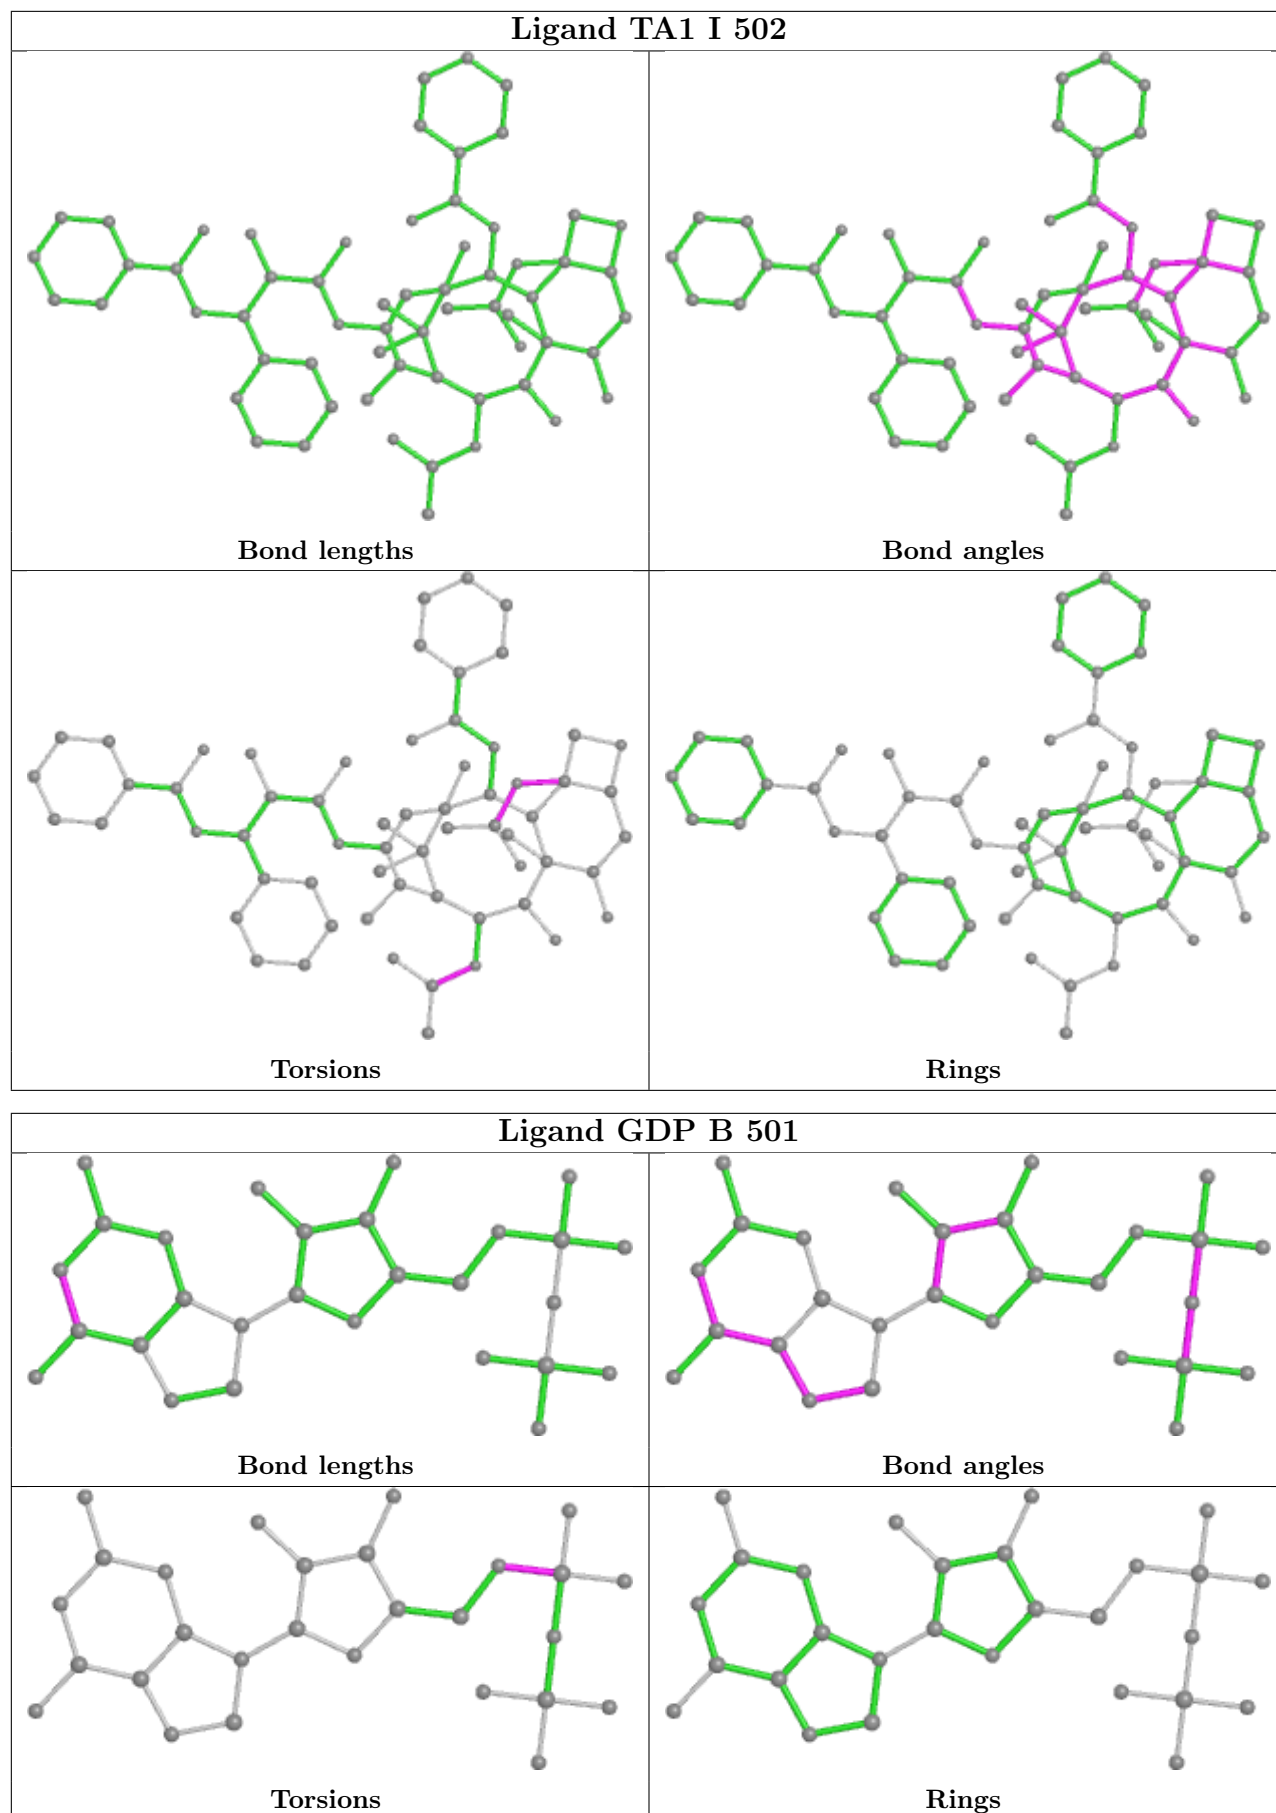 Ligand TA1 I 502
Bond lengths
Bond angles
Torsions
Rings
Ligand GDP B 501
Bond lengths
Bond angles
Torsions
Rings